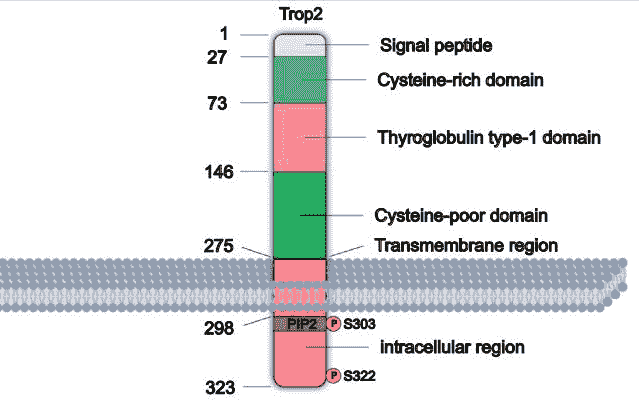 Trop2
1
Signal peptide
27
Cysteine-rich domain
73
Thyroglobulin type-1 domain
146
Cysteine-poor domain
275
Transmembrane region
298
PIP2
P S303
intracellular region
P S322
323